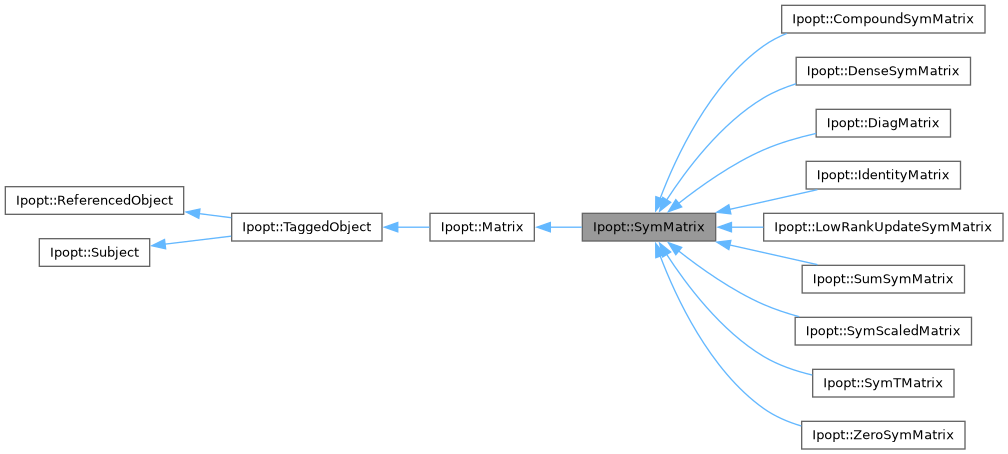 Ipopt::CompoundSymMatrix
Ipopt::DenseSymMatrix
Ipopt::DiagMatrix
Ipopt::IdentityMatrix
Ipopt::ReferencedObject
Ipopt::TaggedObject
Ipopt::Matrix
Ipopt::SymMatrix
Ipopt::LowRankUpdateSymMatrix
Ipopt::Subject
Ipopt::SumSymMatrix
Ipopt::SymScaledMatrix
Ipopt::SymTMatrix
Ipopt::ZeroSymMatrix